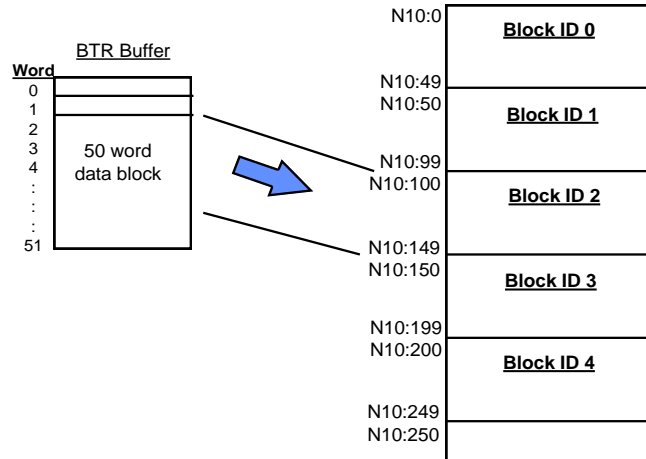 BTR Buffer
Word
0
1
2
3
4
:
:
:
51
50 word
data block
N10:0
Block ID 0
N10:49
N10:50
Block ID 1
N10:99
N10:100
Block ID 2
N10:149
N10:150
Block ID 3
N10:199
N10:200
Block ID 4
N10:249
N10:250